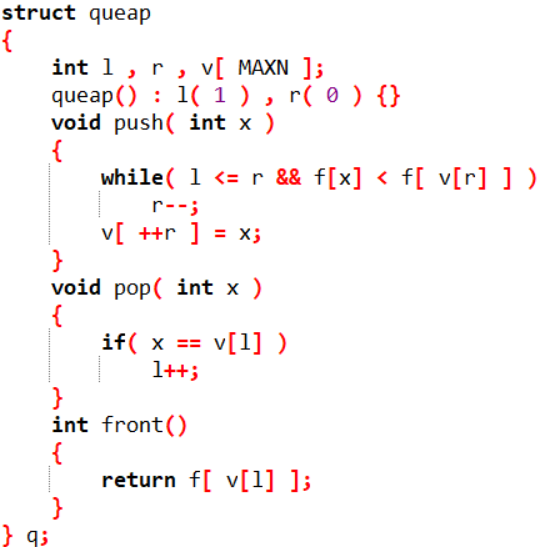 struct queap
{
    int l , r , v[ MAXN ];
    queap() : l( 1 ) , r( 0 ) {}
    void push( int x )
    {
        while( l <= r && f[x] < f[ v[r] ] )
            r--;
        v[ ++r ] = x;
    }
    void pop( int x )
    {
        if( x == v[l] )
            l++;
    }
    int front()
    {
        return f[ v[l] ];
    }
} q;